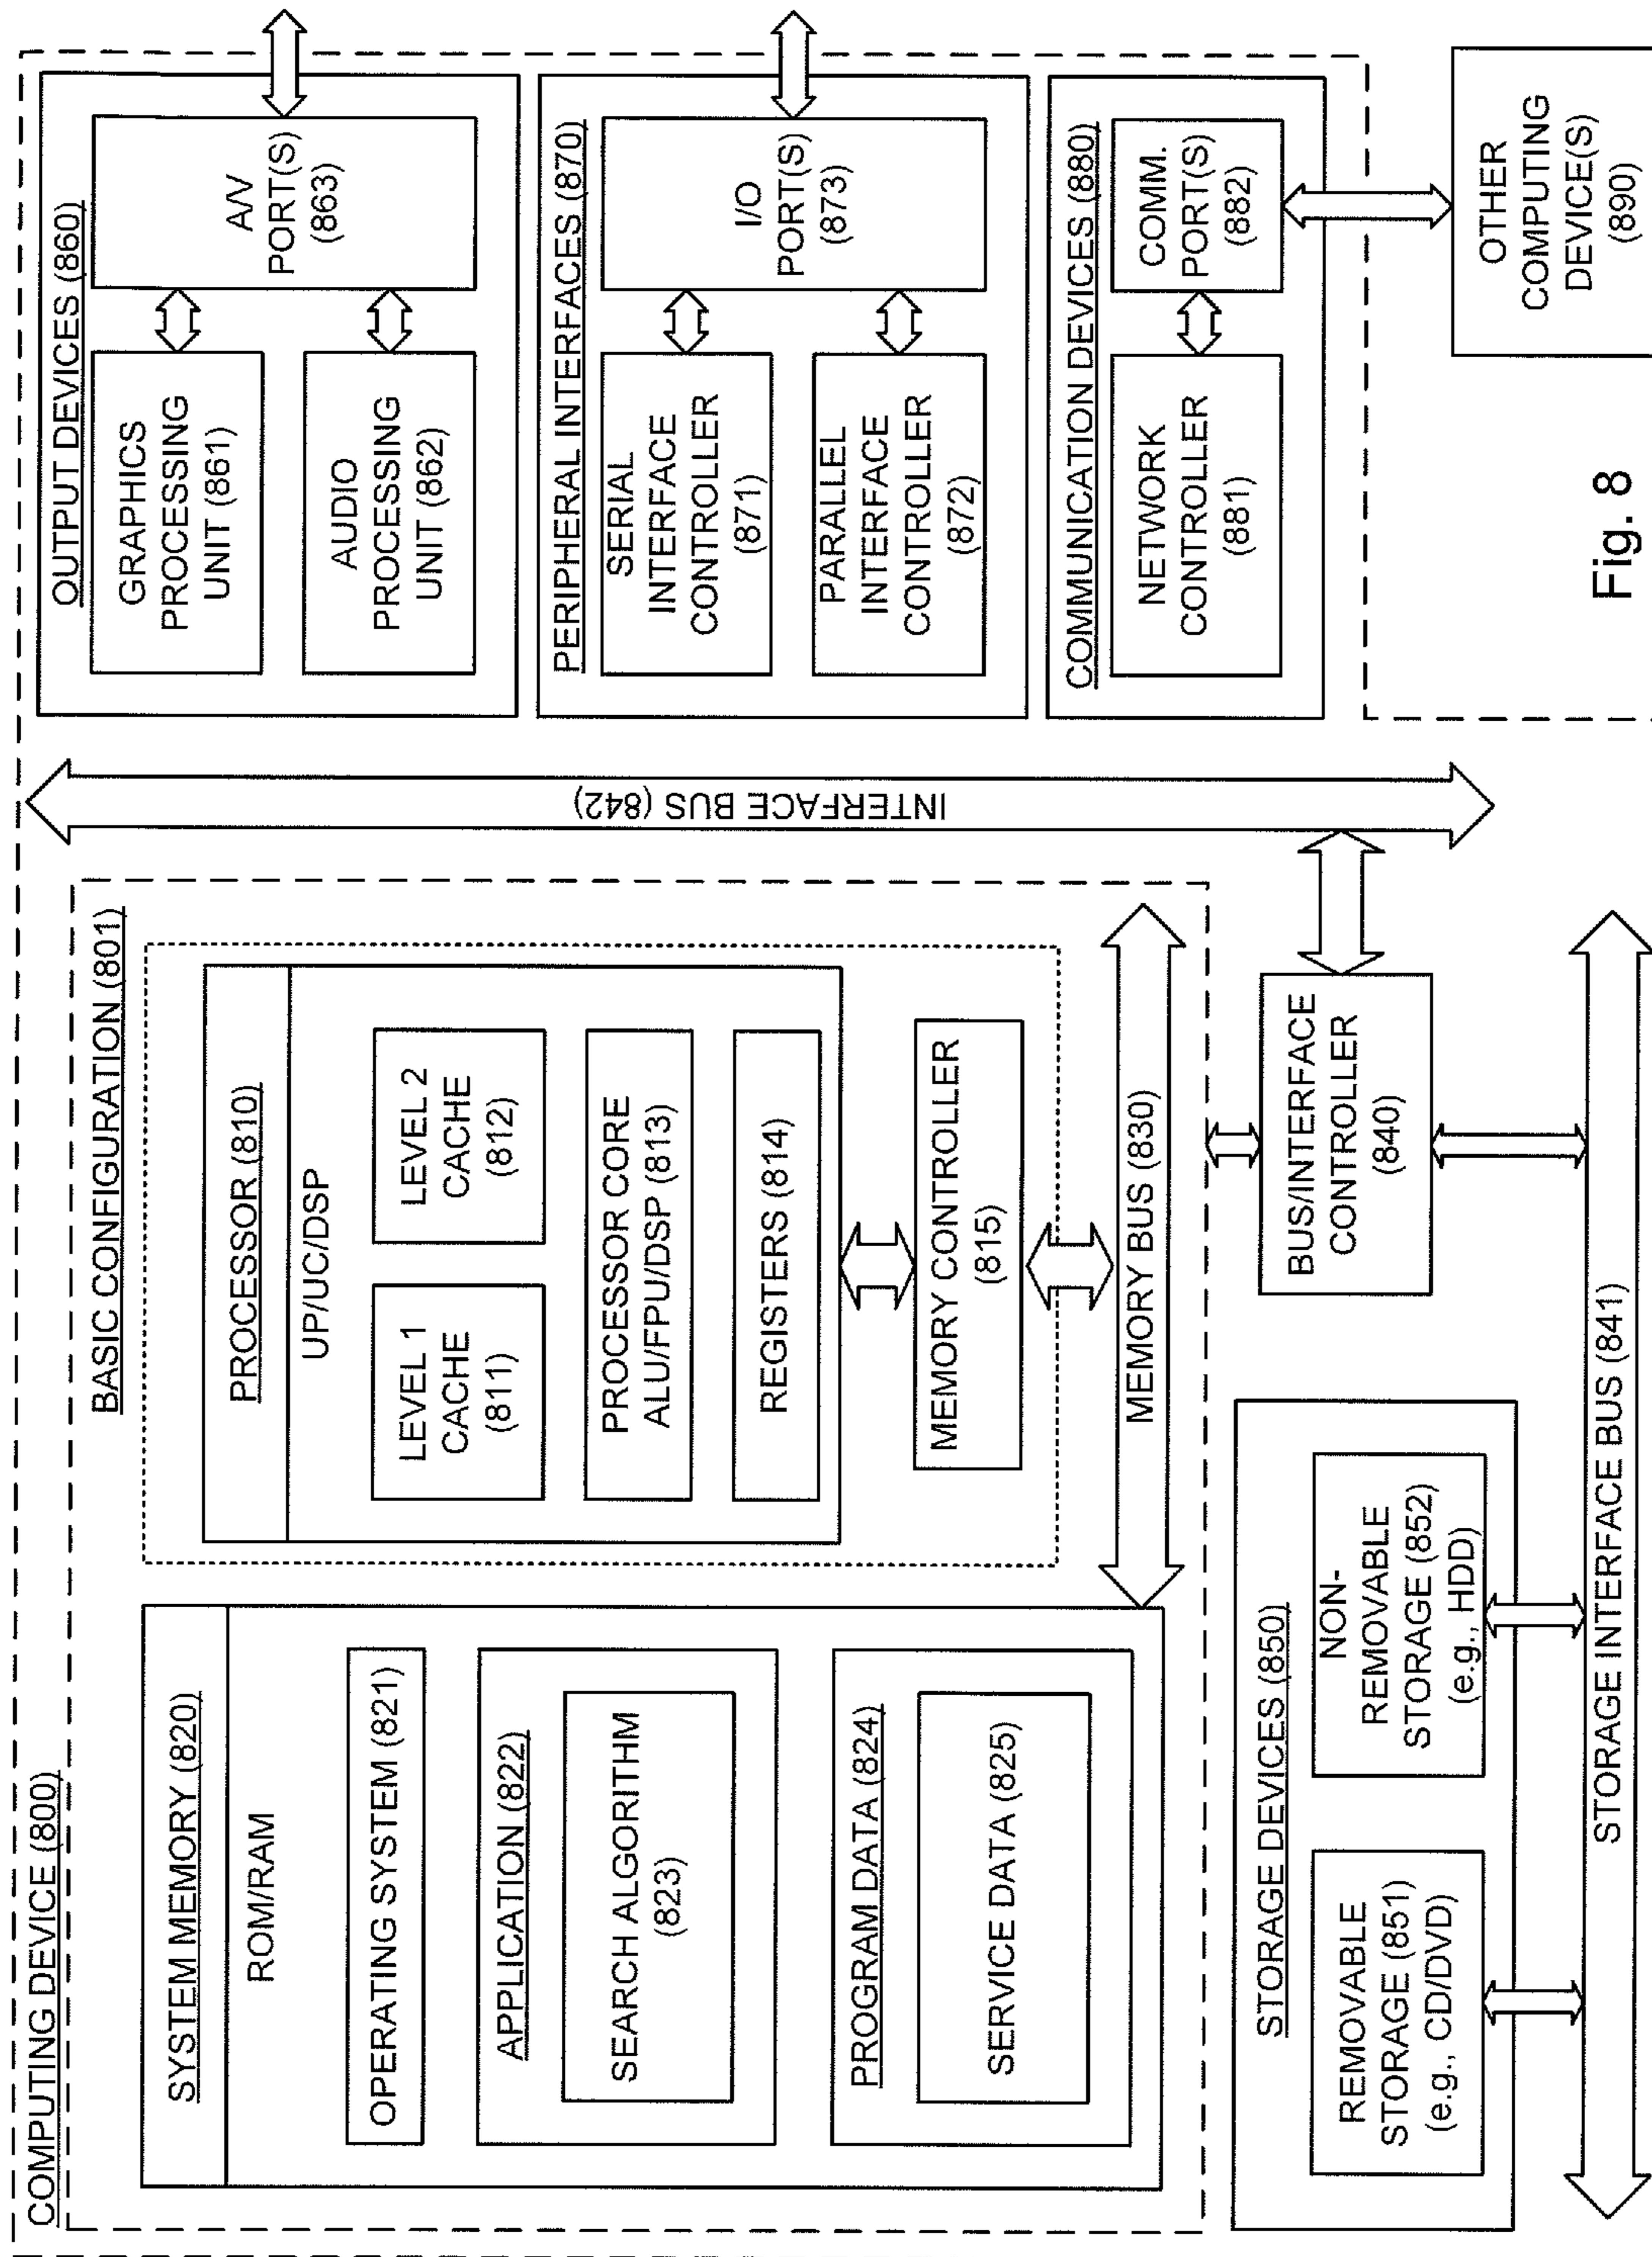 COMPUTING DEVICE (800)
BASIC CONFIGURATION (801)
SYSTEM MEMORY (820)
ROM/RAM
OPERATING SYSTEM (821)
APPLICATION (822)
SEARCH ALGORITHM
(823)
PROGRAM DATA (824)
SERVICE DATA (825)
PROCESSOR (810)
UP/UC/DSP
LEVEL 1
CACHE
(811)
LEVEL 2
CACHE
(812)
PROCESSOR CORE
ALU/FPU/DSP (813)
REGISTERS (814)
MEMORY CONTROLLER
(815)
MEMORY BUS (830)
BUS/INTERFACE
CONTROLLER
(840)
STORAGE DEVICES (850)
REMOVABLE
STORAGE (851)
(e.g., CD/DVD)
NON-
REMOVABLE
STORAGE (852)
(e.g., HDD)
STORAGE INTERFACE BUS (841)
INTERFACE BUS (842)
OUTPUT DEVICES (860)
GRAPHICS
PROCESSING
UNIT (861)
AUDIO
PROCESSING
UNIT (862)
A/V
PORT(S)
(863)
PERIPHERAL INTERFACES (870)
SERIAL
INTERFACE
CONTROLLER
(871)
PARALLEL
INTERFACE
CONTROLLER
(872)
I/O
PORT(S)
(873)
COMMUNICATION DEVICES (880)
NETWORK
CONTROLLER
(881)
COMM.
PORT(S)
(882)
OTHER
COMPUTING
DEVICE(S)
(890)
Fig. 8